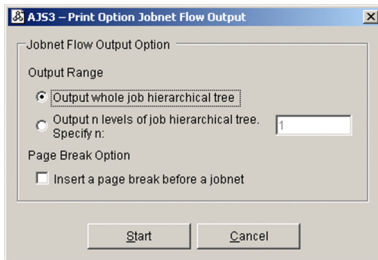 AJS3 – Print Option Jobnet Flow Output
Jobnet Flow Output Option
Output Range
Output whole job hierarchical tree
Output n levels of job hierarchical tree.
Specify n:
1
Page Break Option
Insert a page break before a jobnet
Start
Cancel